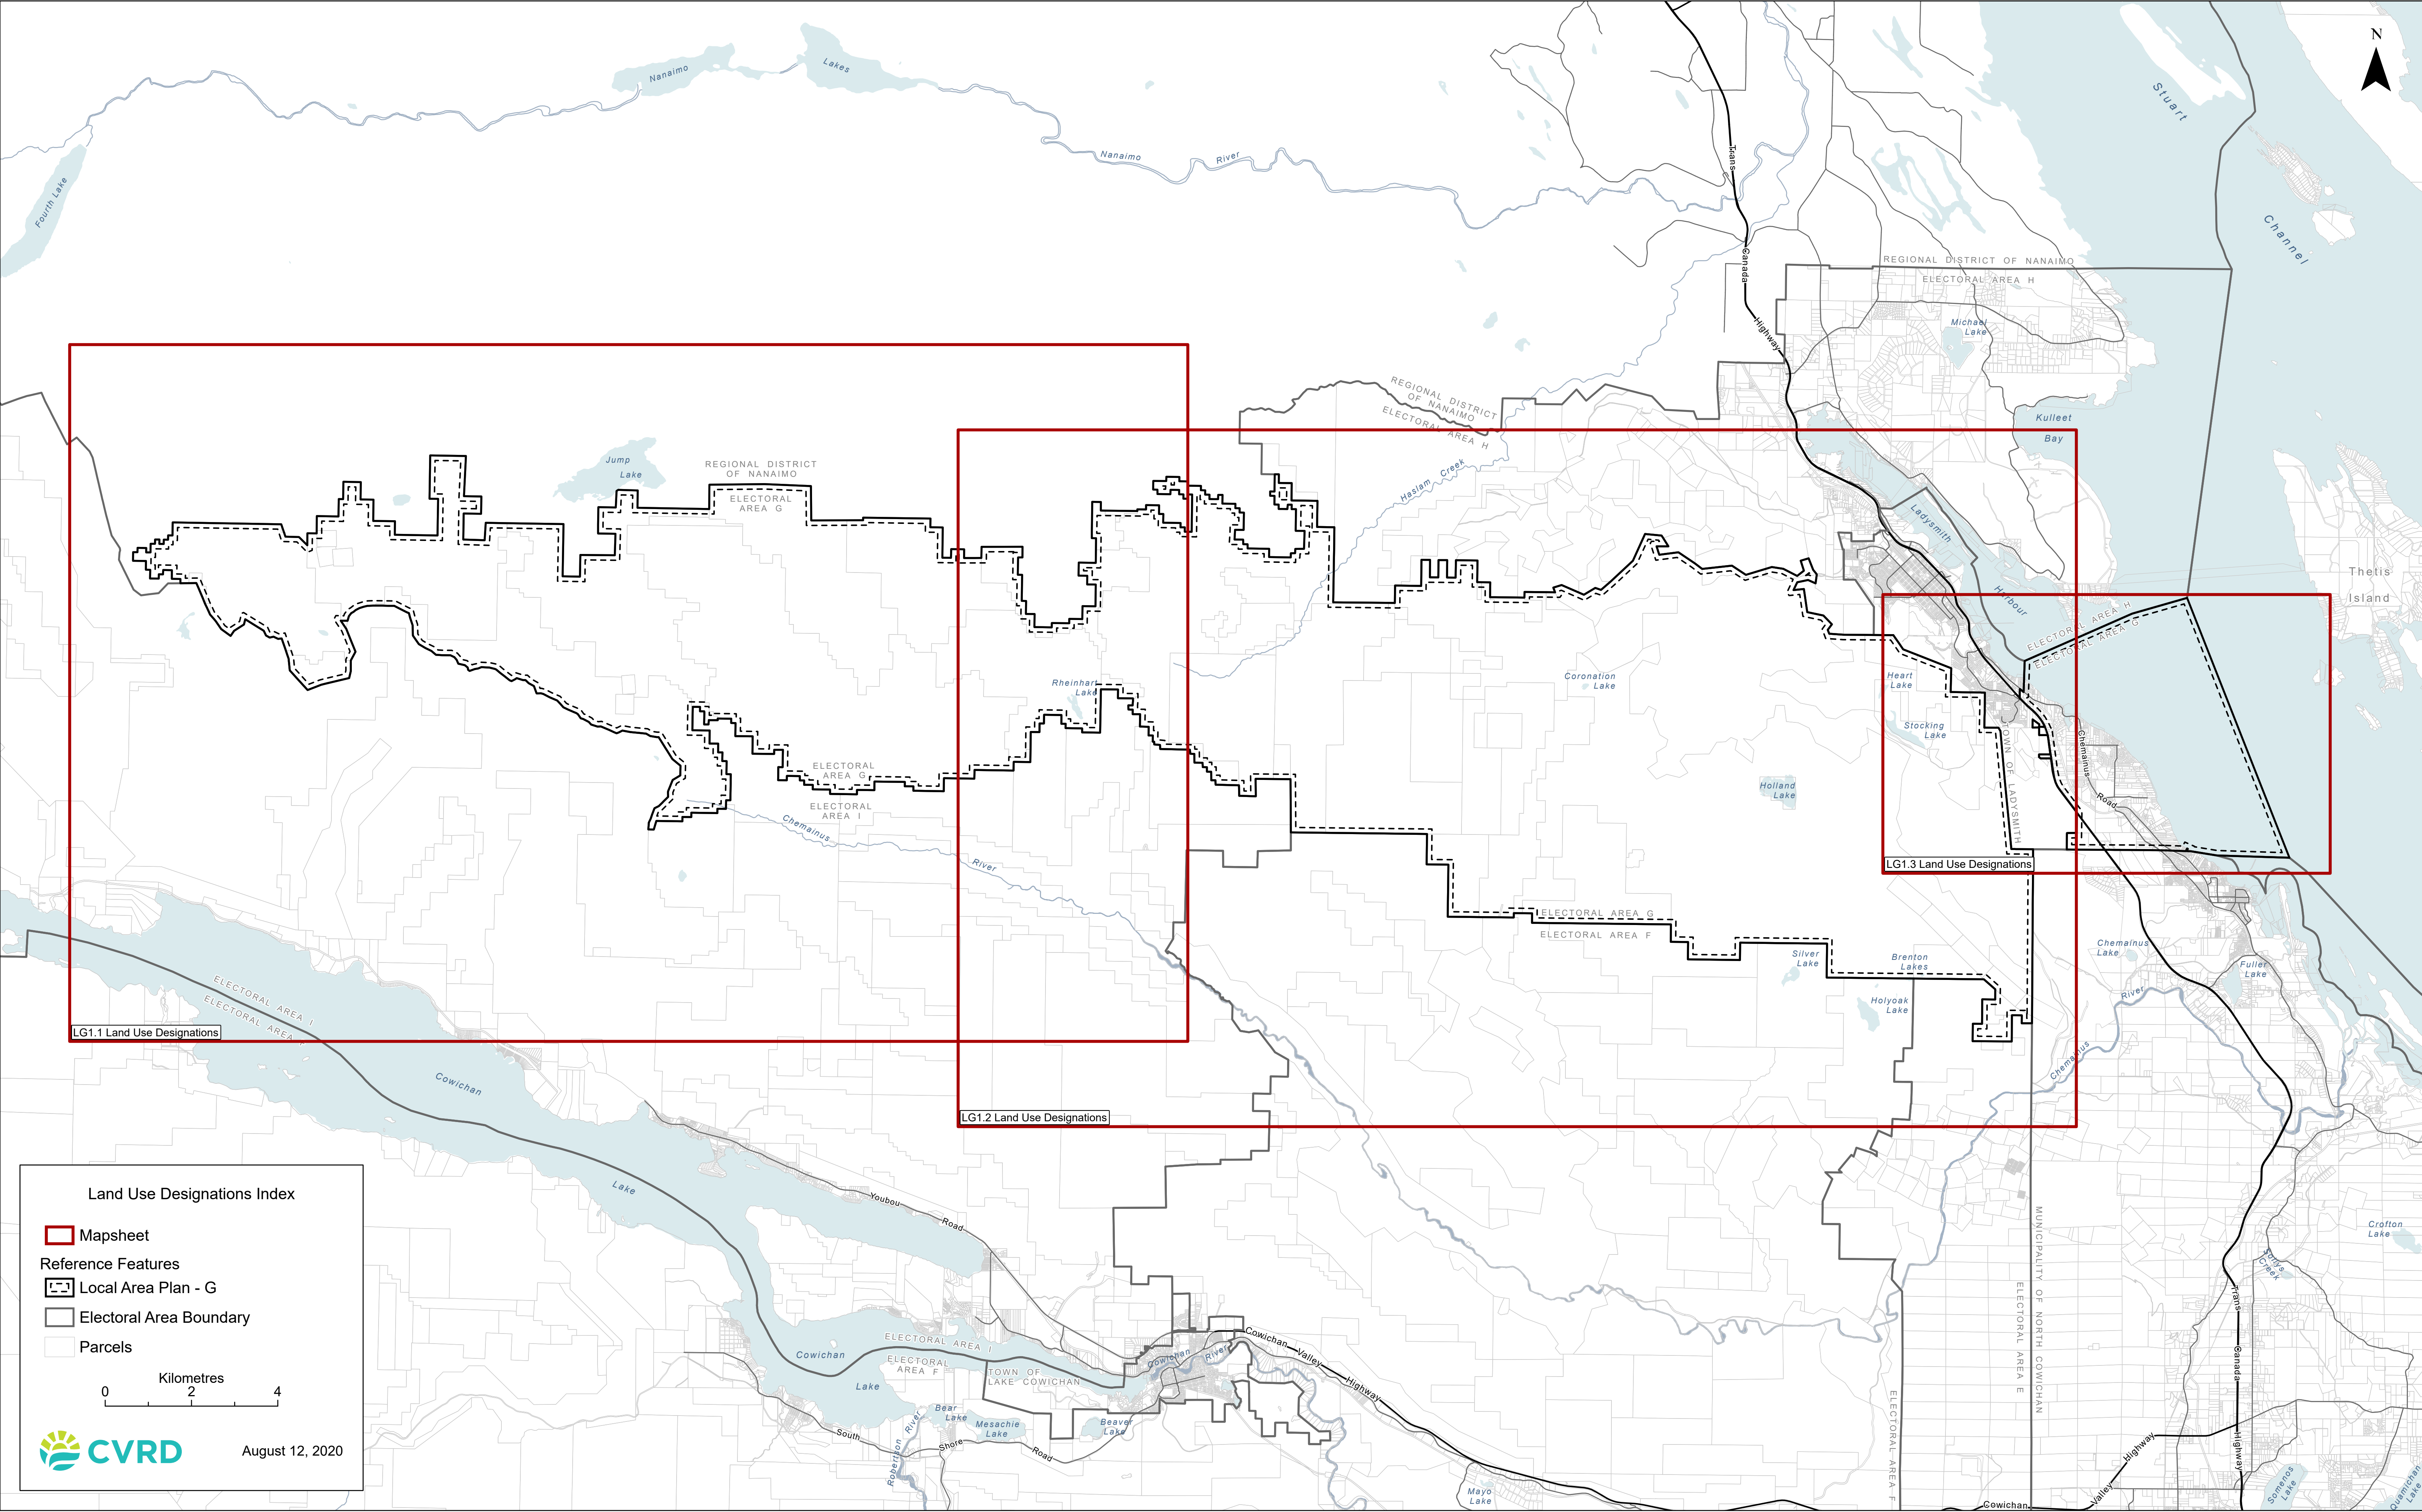 N
Stuart
Channel
Nanaimo
Lakes
Fourth Lake
Nanaimo
River
Trans
Canada
Highway
REGIONAL DISTRICT OF NANAIMO
ELECTORAL AREA H
Michael
Lake
REGIONAL DISTRICT
OF NANAIMO
ELECTORAL AREA H
Kulleet
Bay
Jump
Lake
REGIONAL DISTRICT
OF NANAIMO
ELECTORAL
AREA G
Haslam
Creek
Ladysmith
Harbour
Thetis
Island
ELECTORAL AREA H
ELECTORAL AREA G
Rheinhart
Lake
Coronation
Lake
Heart
Lake
Stocking
Lake
TOWN OF LADYSMITH
Chemainus
Road
ELECTORAL
AREA G
ELECTORAL
AREA I
Holland
Lake
Chemainus
River
LG1.3 Land Use Designations
ELECTORAL AREA G
ELECTORAL AREA F
Silver
Lake
Brenton
Lakes
Holyoak
Lake
Chemainus
Lake
Fuller
Lake
River
Chemainus
ELECTORAL AREA I
ELECTORAL AREA F
LG1.1 Land Use Designations
Cowichan
Lake
LG1.2 Land Use Designations
Youbou
Road
Land Use Designations Index
Mapsheet
Reference Features
Local Area Plan - G
Electoral Area Boundary
Parcels
Kilometres
0 2 4
CVRD
August 12, 2020
MUNICIPALITY OF NORTH COWICHAN
ELECTORAL AREA E
ELECTORAL AREA F
Crofton
Lake
Creek
Trans
Canada
Highway
ELECTORAL AREA I
ELECTORAL
AREA F
Cowichan
Lake
TOWN OF
LAKE COWICHAN
Cowichan
River
Cowichan
Valley
Highway
Bear
Lake
Mesachie
Lake
Beaver
Lake
Robertson
River
South
Shore
Road
Mayo
Lake
Cowichan
Valley
Highway
Somenos
Lake
Quamichan
Lake